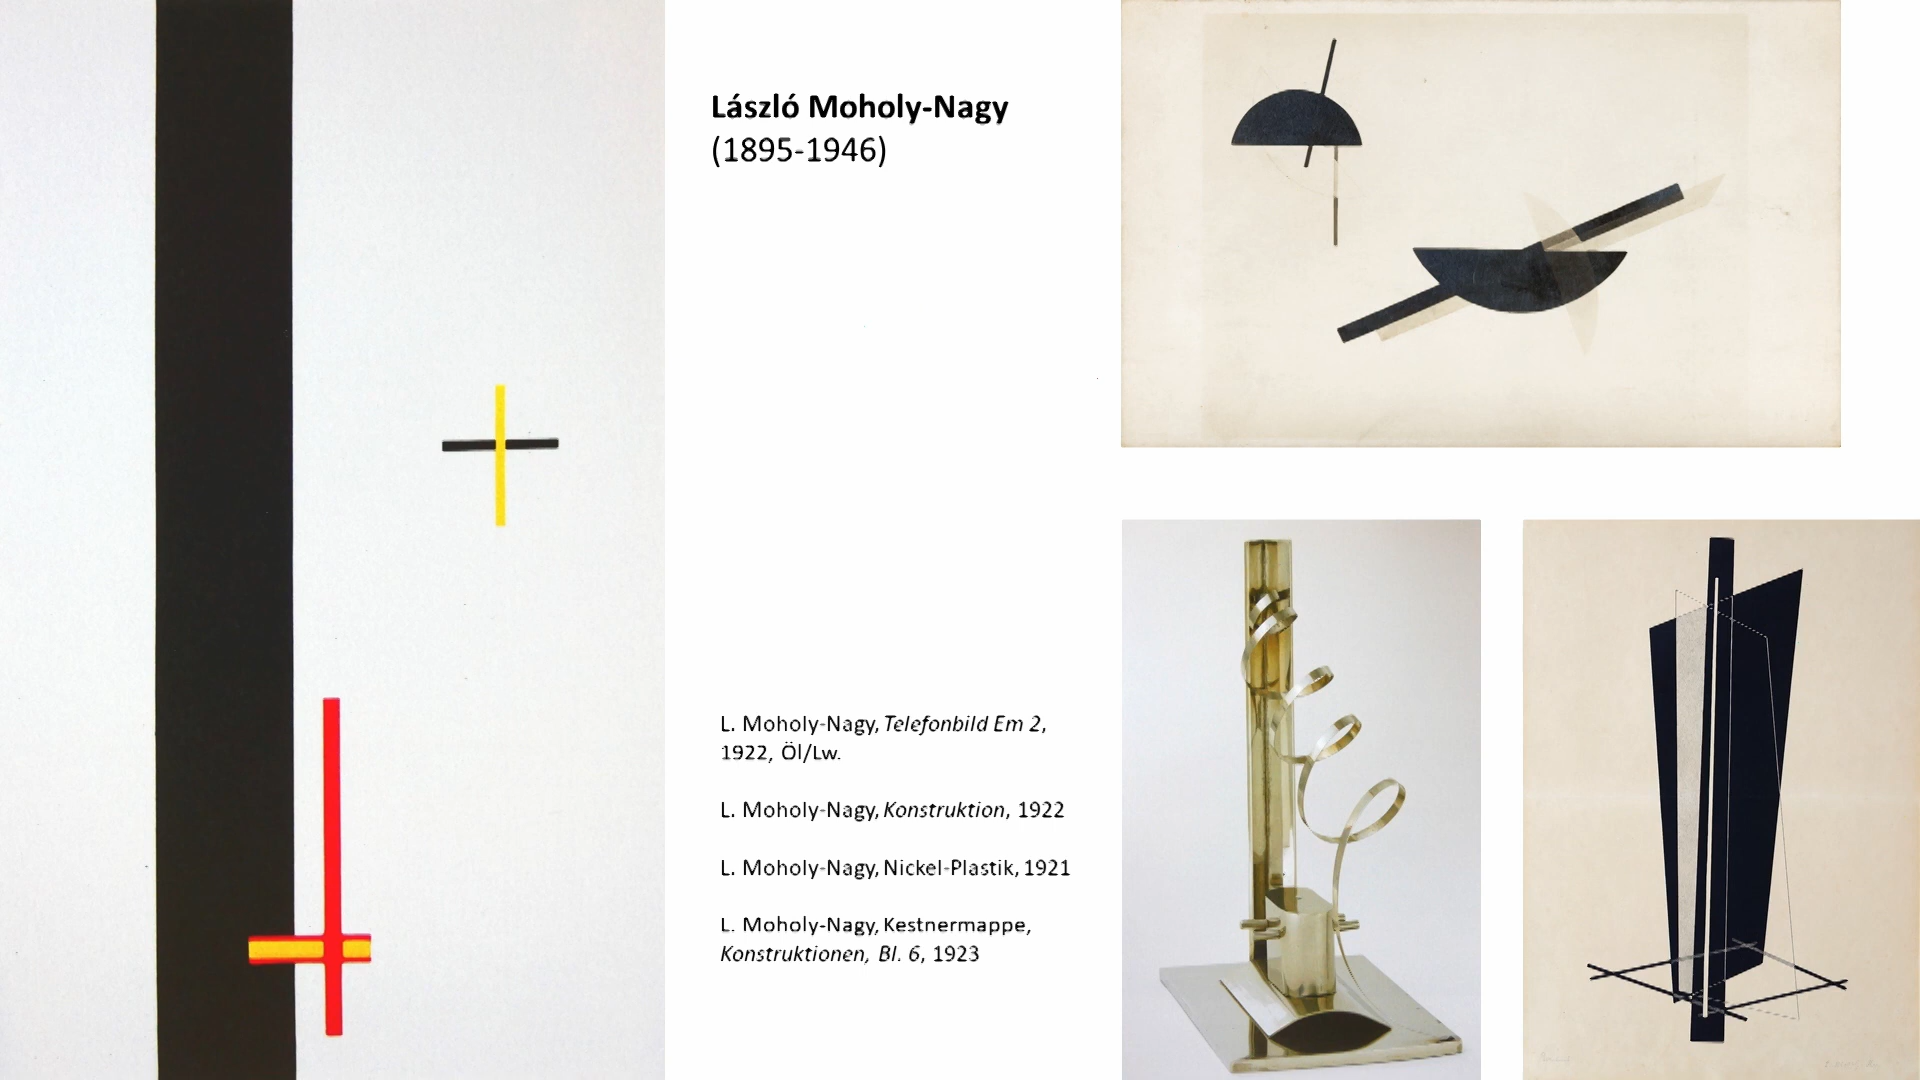 László Moholy-Nagy
(1895-1946)
L. Moholy-Nagy, Telefonbild Em 2,
1922, Öl/Lw.
L. Moholy-Nagy, Konstruktion, 1922
L. Moholy-Nagy, Nickel-Plastik, 1921
L. Moholy-Nagy, Kestnermappe,
Konstruktionen, Bl. 6, 1923